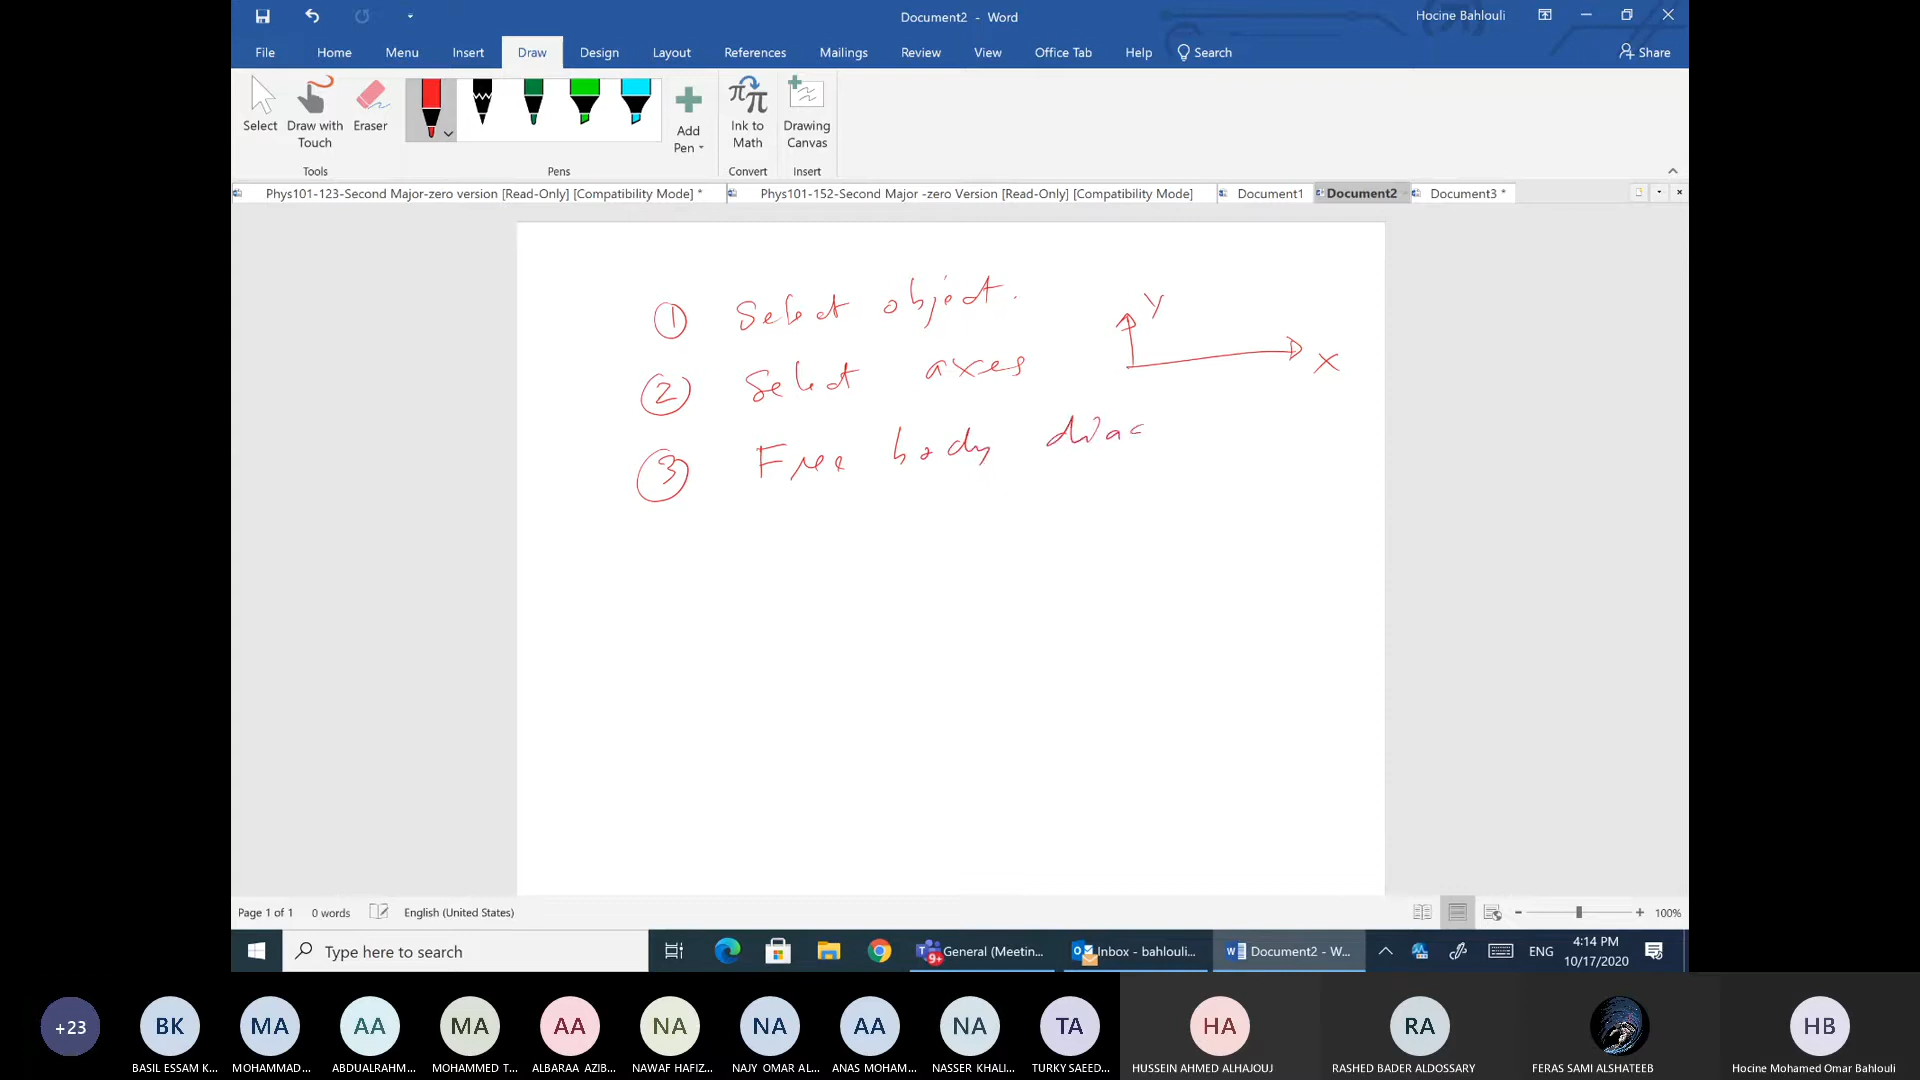 Document2 - Word
Hocine Bahlouli
File Home Menu Insert Draw Design Layout References Mailings Review View Office Tab Help Search Share
Select Draw with Touch Eraser Add Pen Ink to Math Drawing Canvas
Tools Pens Convert Insert
Phys101-123-Second Major-zero version [Read-Only] [Compatibility Mode] * Phys101-152-Second Major -zero Version [Read-Only] [Compatibility Mode] Document1 Document2 Document3 *
① Select object.
Y
② Select axes
X
③ Free body diag
Page 1 of 1 0 words English (United States) 100%
Type here to search
9+ General (Meetin... Inbox - bahlouli... Document2 - W... ENG 4:14 PM
10/17/2020
+23 BK MA AA MA AA NA NA AA NA TA HA RA HB
BASIL ESSAM K... MOHAMMAD... ABDUALRAHM... MOHAMMED T... ALBARAA AZIB... NAWAF HAFIZ... NAJY OMAR AL... ANAS MOHAM... NASSER KHALI... TURKY SAEED... HUSSEIN AHMED ALHAJOUJ RASHED BADER ALDOSSARY FERAS SAMI ALSHATEEB Hocine Mohamed Omar Bahlouli